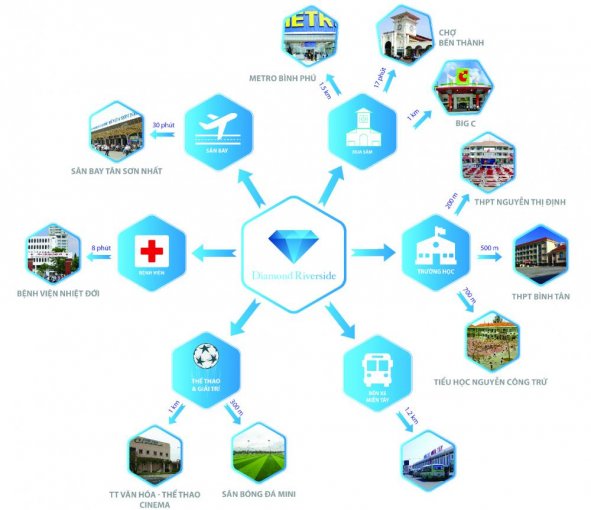 METR
METRO BÌNH PHÚ
CHỢ
BẾN THÀNH
1.5 km
17 phút
1 km
BIG C
MUA SẮM
30 phút
SÂN BAY
SÂN BAY TÂN SƠN NHẤT
THPT NGUYỄN THỊ ĐỊNH
200 m
500 m
700 m
TRƯỜNG HỌC
THPT BÌNH TÂN
TIỂU HỌC NGUYỄN CÔNG TRỨ
8 phút
BỆNH VIỆN
BỆNH VIỆN NHIỆT ĐỚI
Diamond Riverside
THỂ THAO
& GIẢI TRÍ
1 km
300 m
TT VĂN HÓA - THỂ THAO
CINEMA
SÂN BÓNG ĐÁ MINI
BẾN XE
MIỀN TÂY
1.2 km